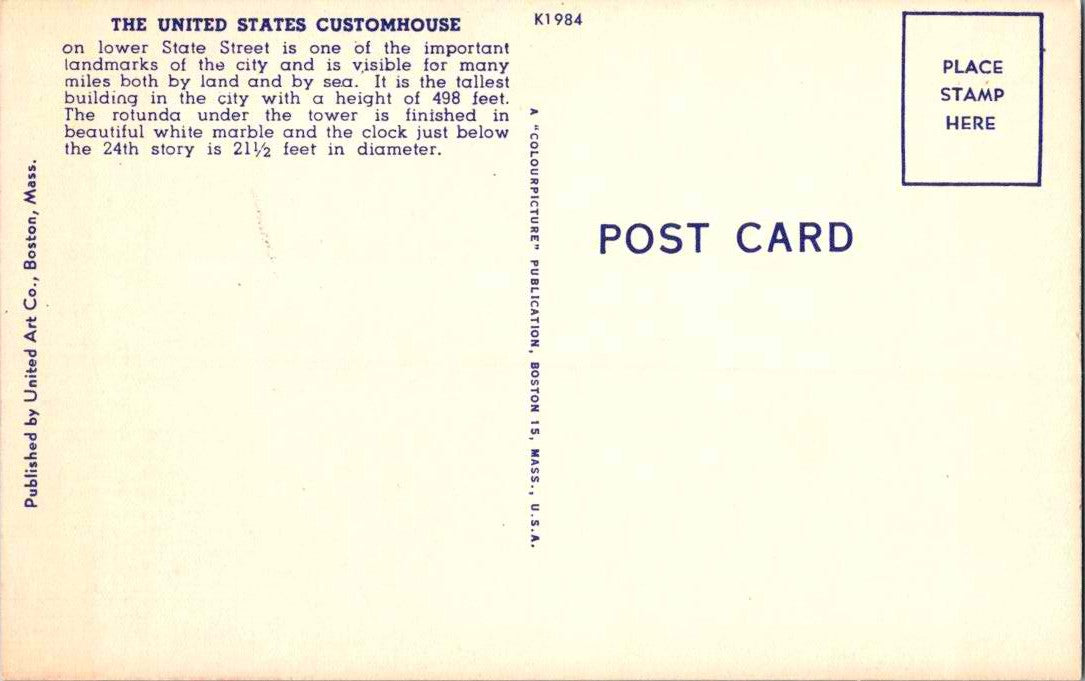 THE UNITED STATES CUSTOMHOUSE
on lower State Street is one of the important
landmarks of the city and is visible for many
miles both by land and by sea. It is the tallest
building in the city with a height of 498 feet.
The rotunda under the tower is finished in
beautiful white marble and the clock just below
the 24th story is 21½ feet in diameter.
K1984
PLACE
STAMP
HERE
POST CARD
Published by United Art Co., Boston, Mass.
A "COLOURPICTURE" PUBLICATION, BOSTON 15, MASS., U.S.A.